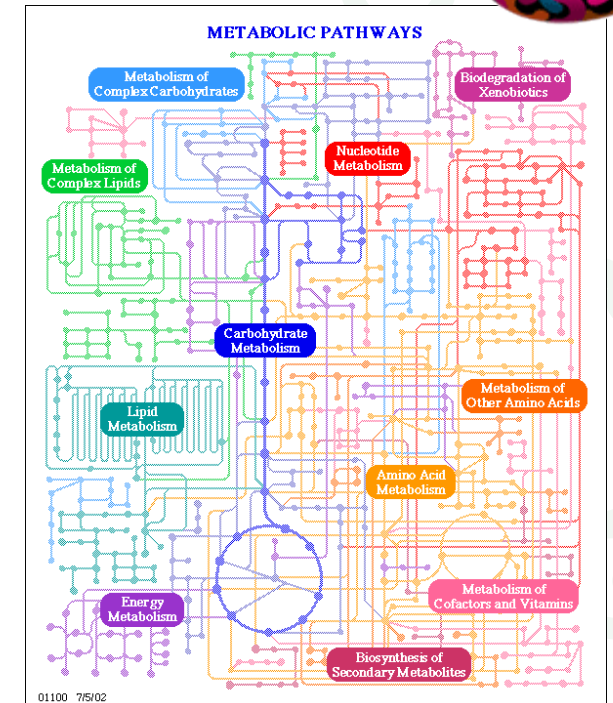 METABOLIC PATHWAYS
Metabolism of
Complex Carbohydrates
Biodegradation of
Xenobiotics
Nucleotide
Metabolism
Metabolism of
Complex Lipids
Carbohydrate
Metabolism
Metabolism of
Other Amino Acids
Lipid
Metabolism
Amino Acid
Metabolism
Metabolism of
Cofactors and Vitamins
Energy
Metabolism
Biosynthesis of
Secondary Metabolites
01100 7/5/02